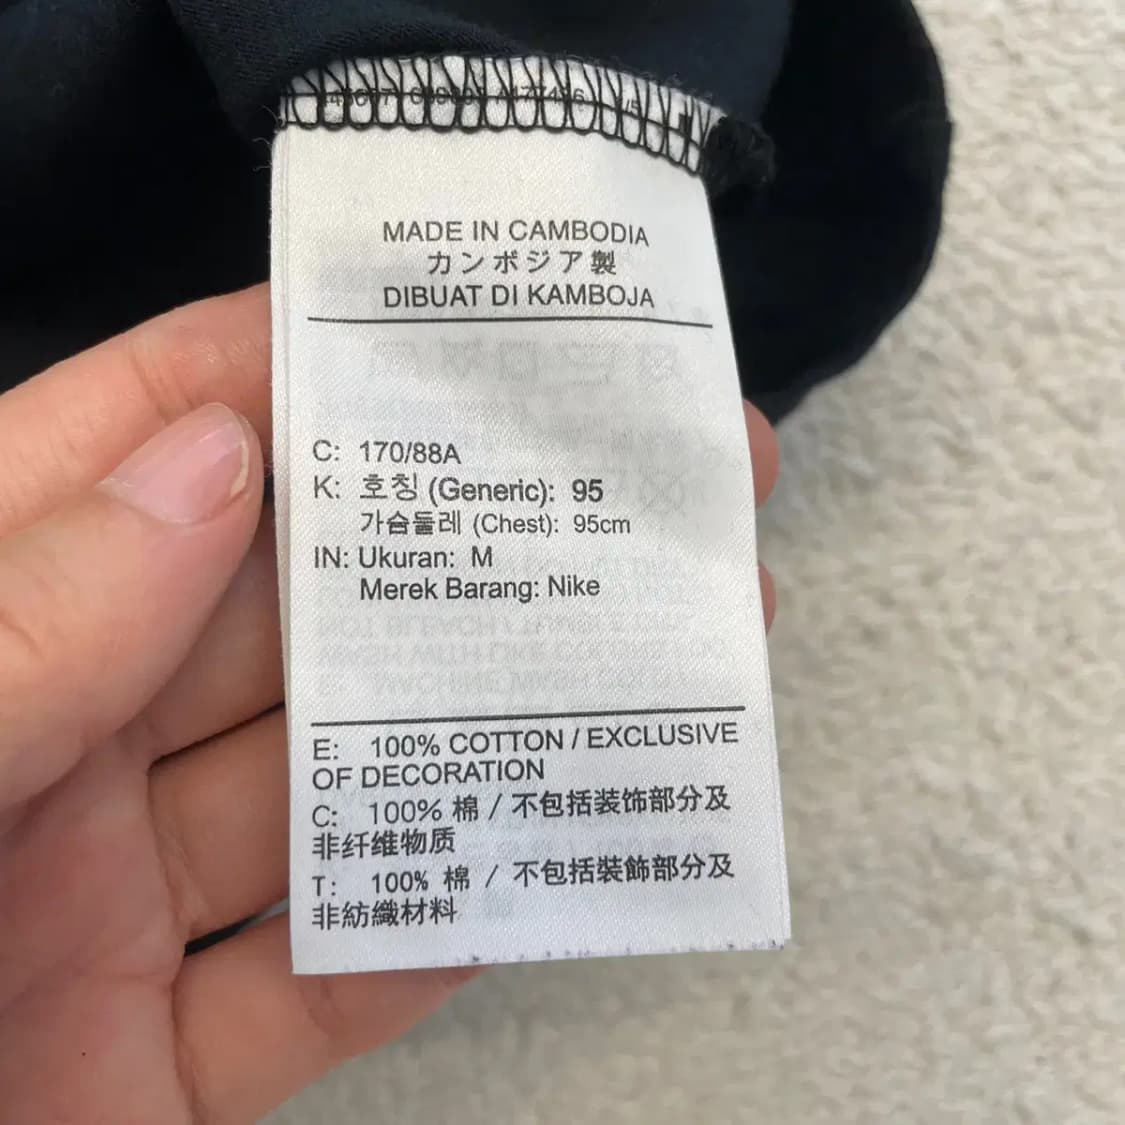 MADE IN CAMBODIA
カンボジア製
DIBUAT DI KAMBOJA
C: 170/88A
K: 호칭 (Generic): 95
가슴둘레 (Chest): 95cm
IN: Ukuran: M
Merek Barang: Nike
E: 100% COTTON / EXCLUSIVE
OF DECORATION
C: 100% 棉 / 不包括装饰部分及
非纤维物质
T: 100% 棉 / 不包括裝飾部分及
非紡織材料